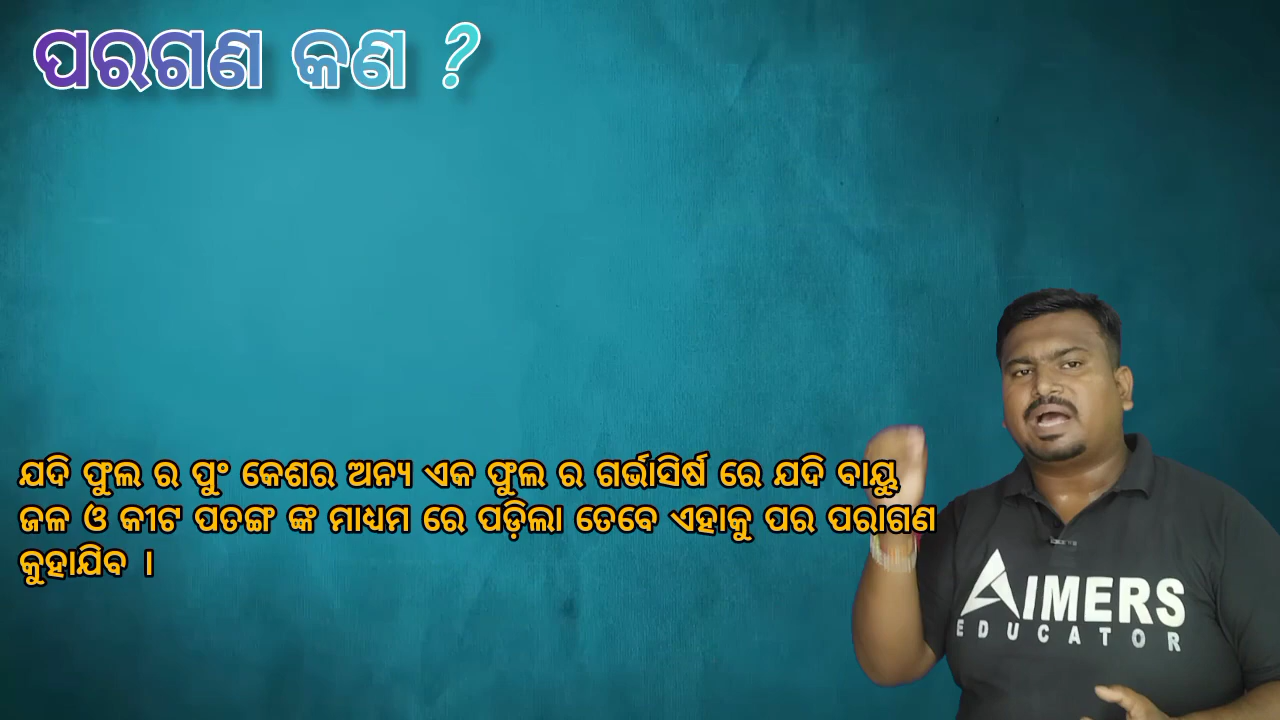 ପରଗଣ କଣ ?
ଯଦି ଫୁଲ ର ପୁଂ କେଶର ଅନ୍ୟ ଏକ ଫୁଲ ର ଗର୍ଭାସିର୍ଷ ରେ ଯଦି ବାୟୁ
ଜଳ ଓ କୀଟ ପତଙ୍ଗ ଙ୍କ ମାଧ୍ୟମ ରେ ପଡ଼ିଲା ତେବେ ଏହାକୁ ପର ପରାଗଣ
କୁହାଯିବ ।
AIMERS
EDUCATOR